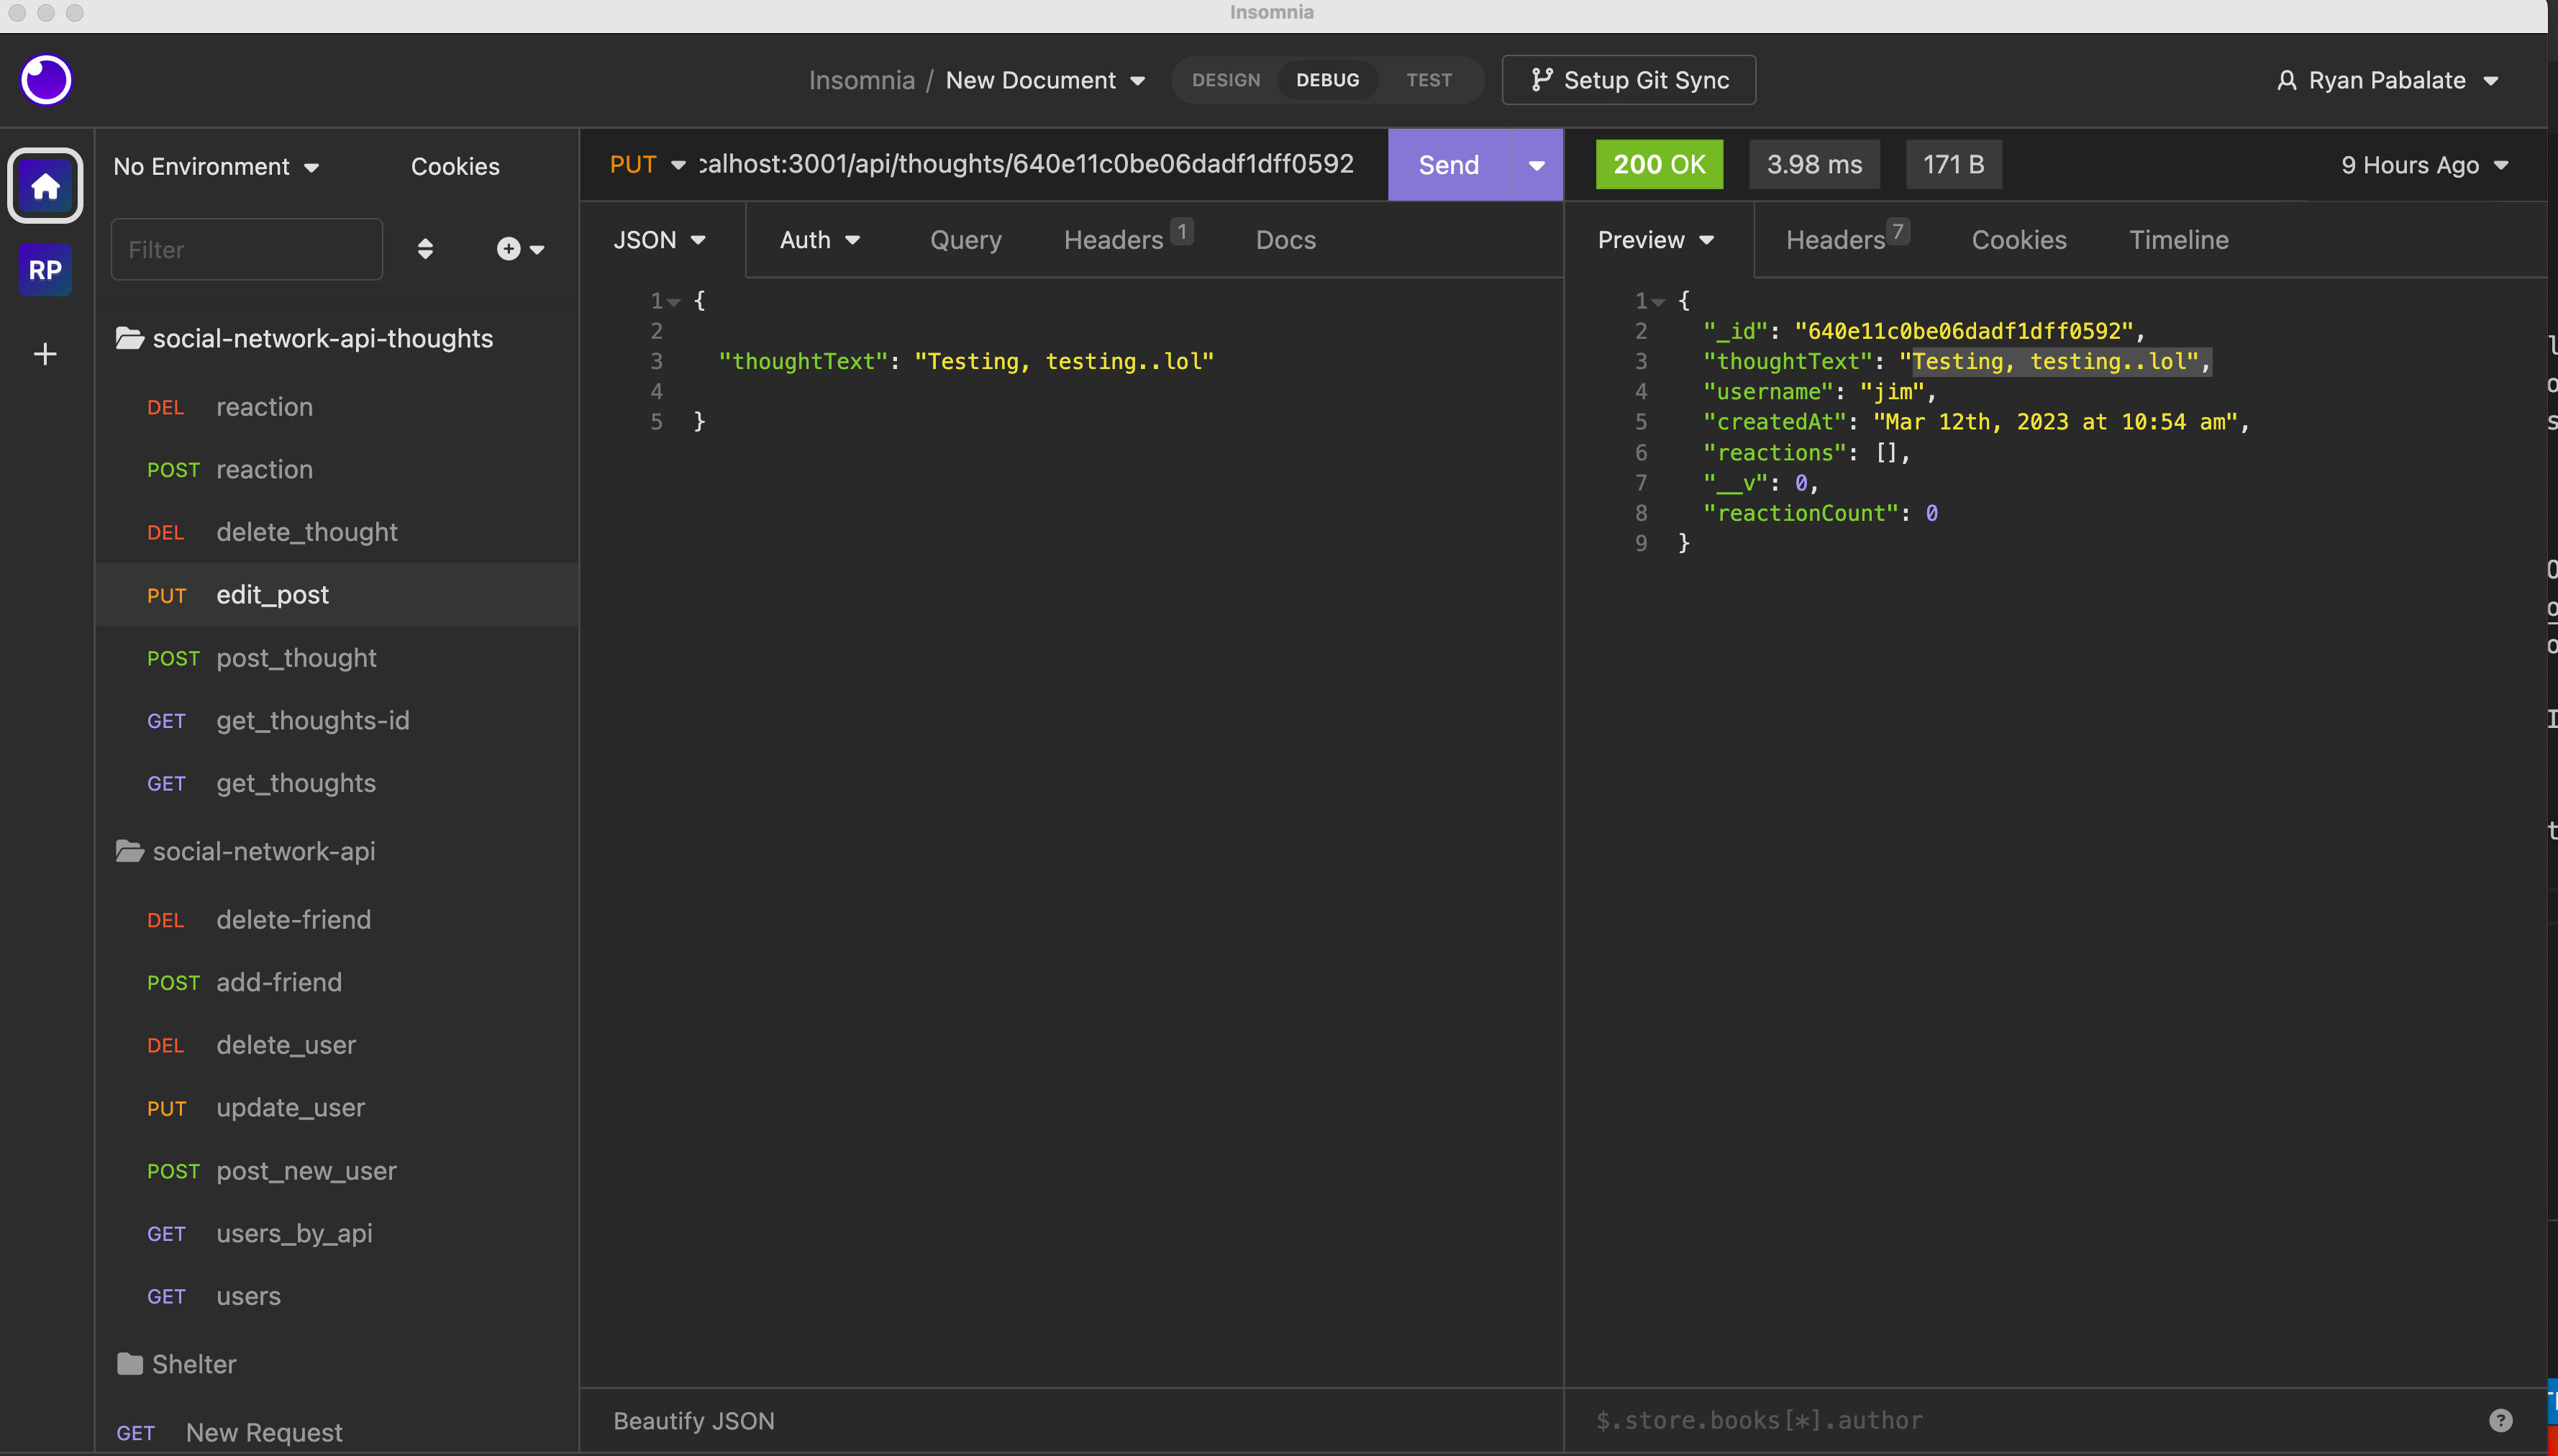 Insomnia
Insomnia / New Document
DESIGN DEBUG TEST
Setup Git Sync
Ryan Pabalate
RP
No Environment
Cookies
Filter
social-network-api-thoughts
DEL reaction
POST reaction
DEL delete_thought
PUT edit_post
POST post_thought
GET get_thoughts-id
GET get_thoughts
social-network-api
DEL delete-friend
POST add-friend
DEL delete_user
PUT update_user
POST post_new_user
GET users_by_api
GET users
Shelter
GET New Request
PUT calhost:3001/api/thoughts/640e11c0be06dadf1dff0592 Send
JSON Auth Query Headers 1 Docs
1 {
2
3 "thoughtText": "Testing, testing..lol"
4
5 }
Beautify JSON
200 OK 3.98 ms 171 B 9 Hours Ago
Preview Headers 7 Cookies Timeline
1 {
2 "_id": "640e11c0be06dadf1dff0592",
3 "thoughtText": "Testing, testing..lol",
4 "username": "jim",
5 "createdAt": "Mar 12th, 2023 at 10:54 am",
6 "reactions": [],
7 "__v": 0,
8 "reactionCount": 0
9 }
$.store.books[*].author